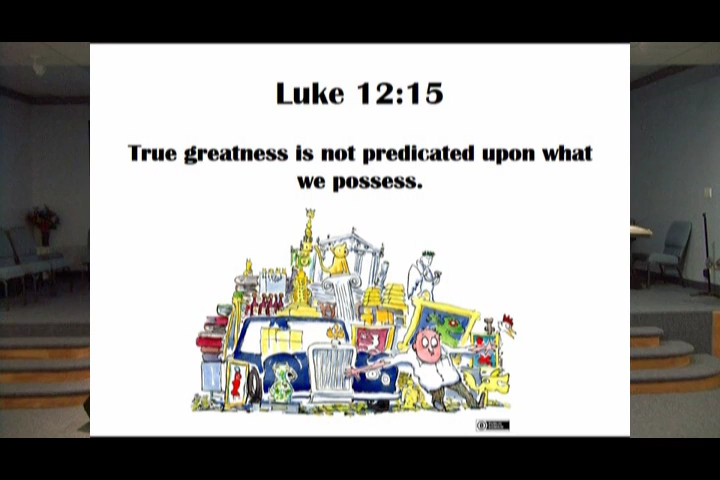 Luke 12:15
True greatness is not predicated upon what
we possess.